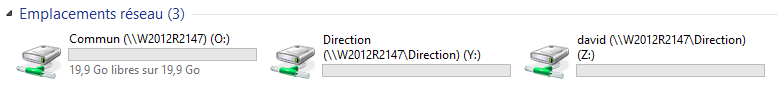 Emplacements réseau (3)
Commun (\\W2012R2147) (O:)
19,9 Go libres sur 19,9 Go
Direction
(\\W2012R2147\Direction) (Y:)
david (\\W2012R2147\Direction)
(Z:)